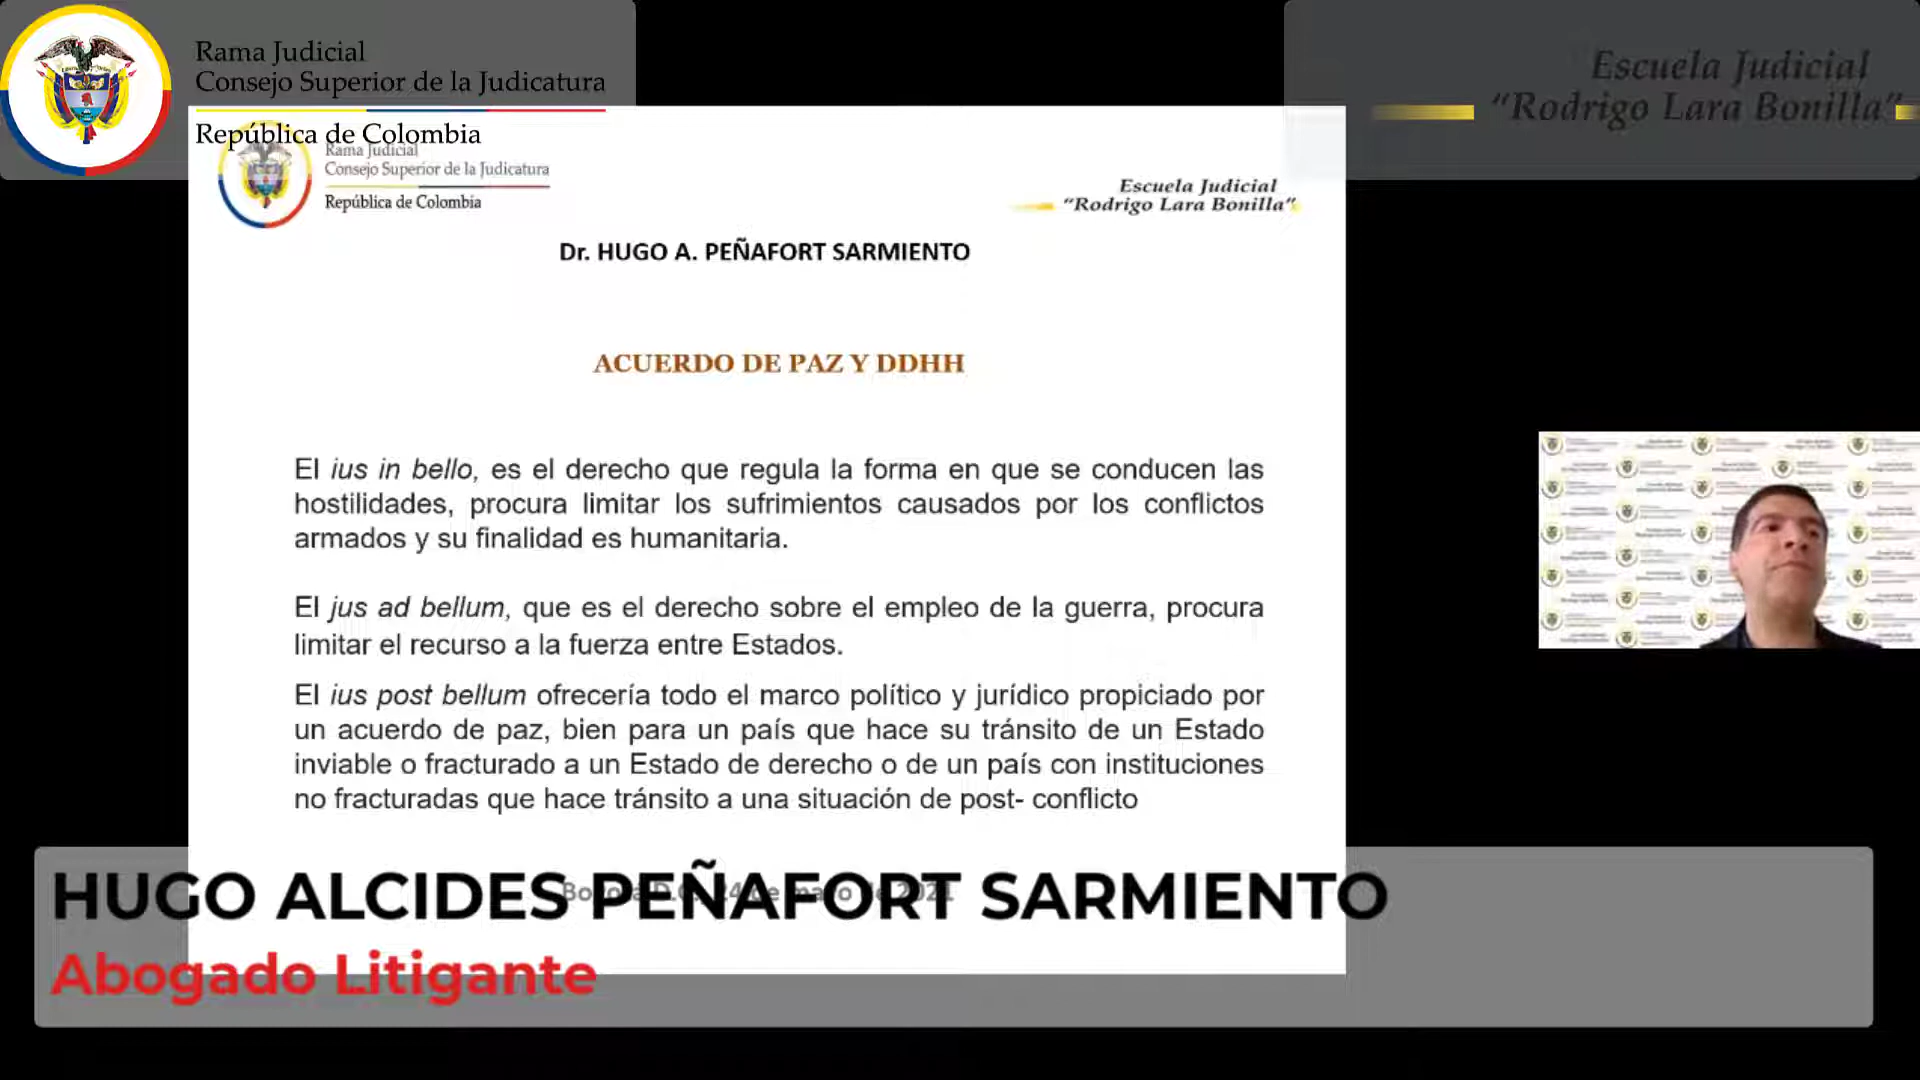 Rama Judicial
Consejo Superior de la Judicatura
República de Colombia
Escuela Judicial
“Rodrigo Lara Bonilla”
Rama Judicial
Consejo Superior de la Judicatura
República de Colombia
Escuela Judicial
“Rodrigo Lara Bonilla”
Dr. HUGO A. PEÑAFORT SARMIENTO
ACUERDO DE PAZ Y DDHH
El ius in bello, es el derecho que regula la forma en que se conducen las
hostilidades, procura limitar los sufrimientos causados por los conflictos
armados y su finalidad es humanitaria.
El jus ad bellum, que es el derecho sobre el empleo de la guerra, procura
limitar el recurso a la fuerza entre Estados.
El ius post bellum ofrecería todo el marco político y jurídico propiciado por
un acuerdo de paz, bien para un país que hace su tránsito de un Estado
inviable o fracturado a un Estado de derecho o de un país con instituciones
no fracturadas que hace tránsito a una situación de post- conflicto
HUGO ALCIDES PEÑAFORT SARMIENTO
Abogado Litigante